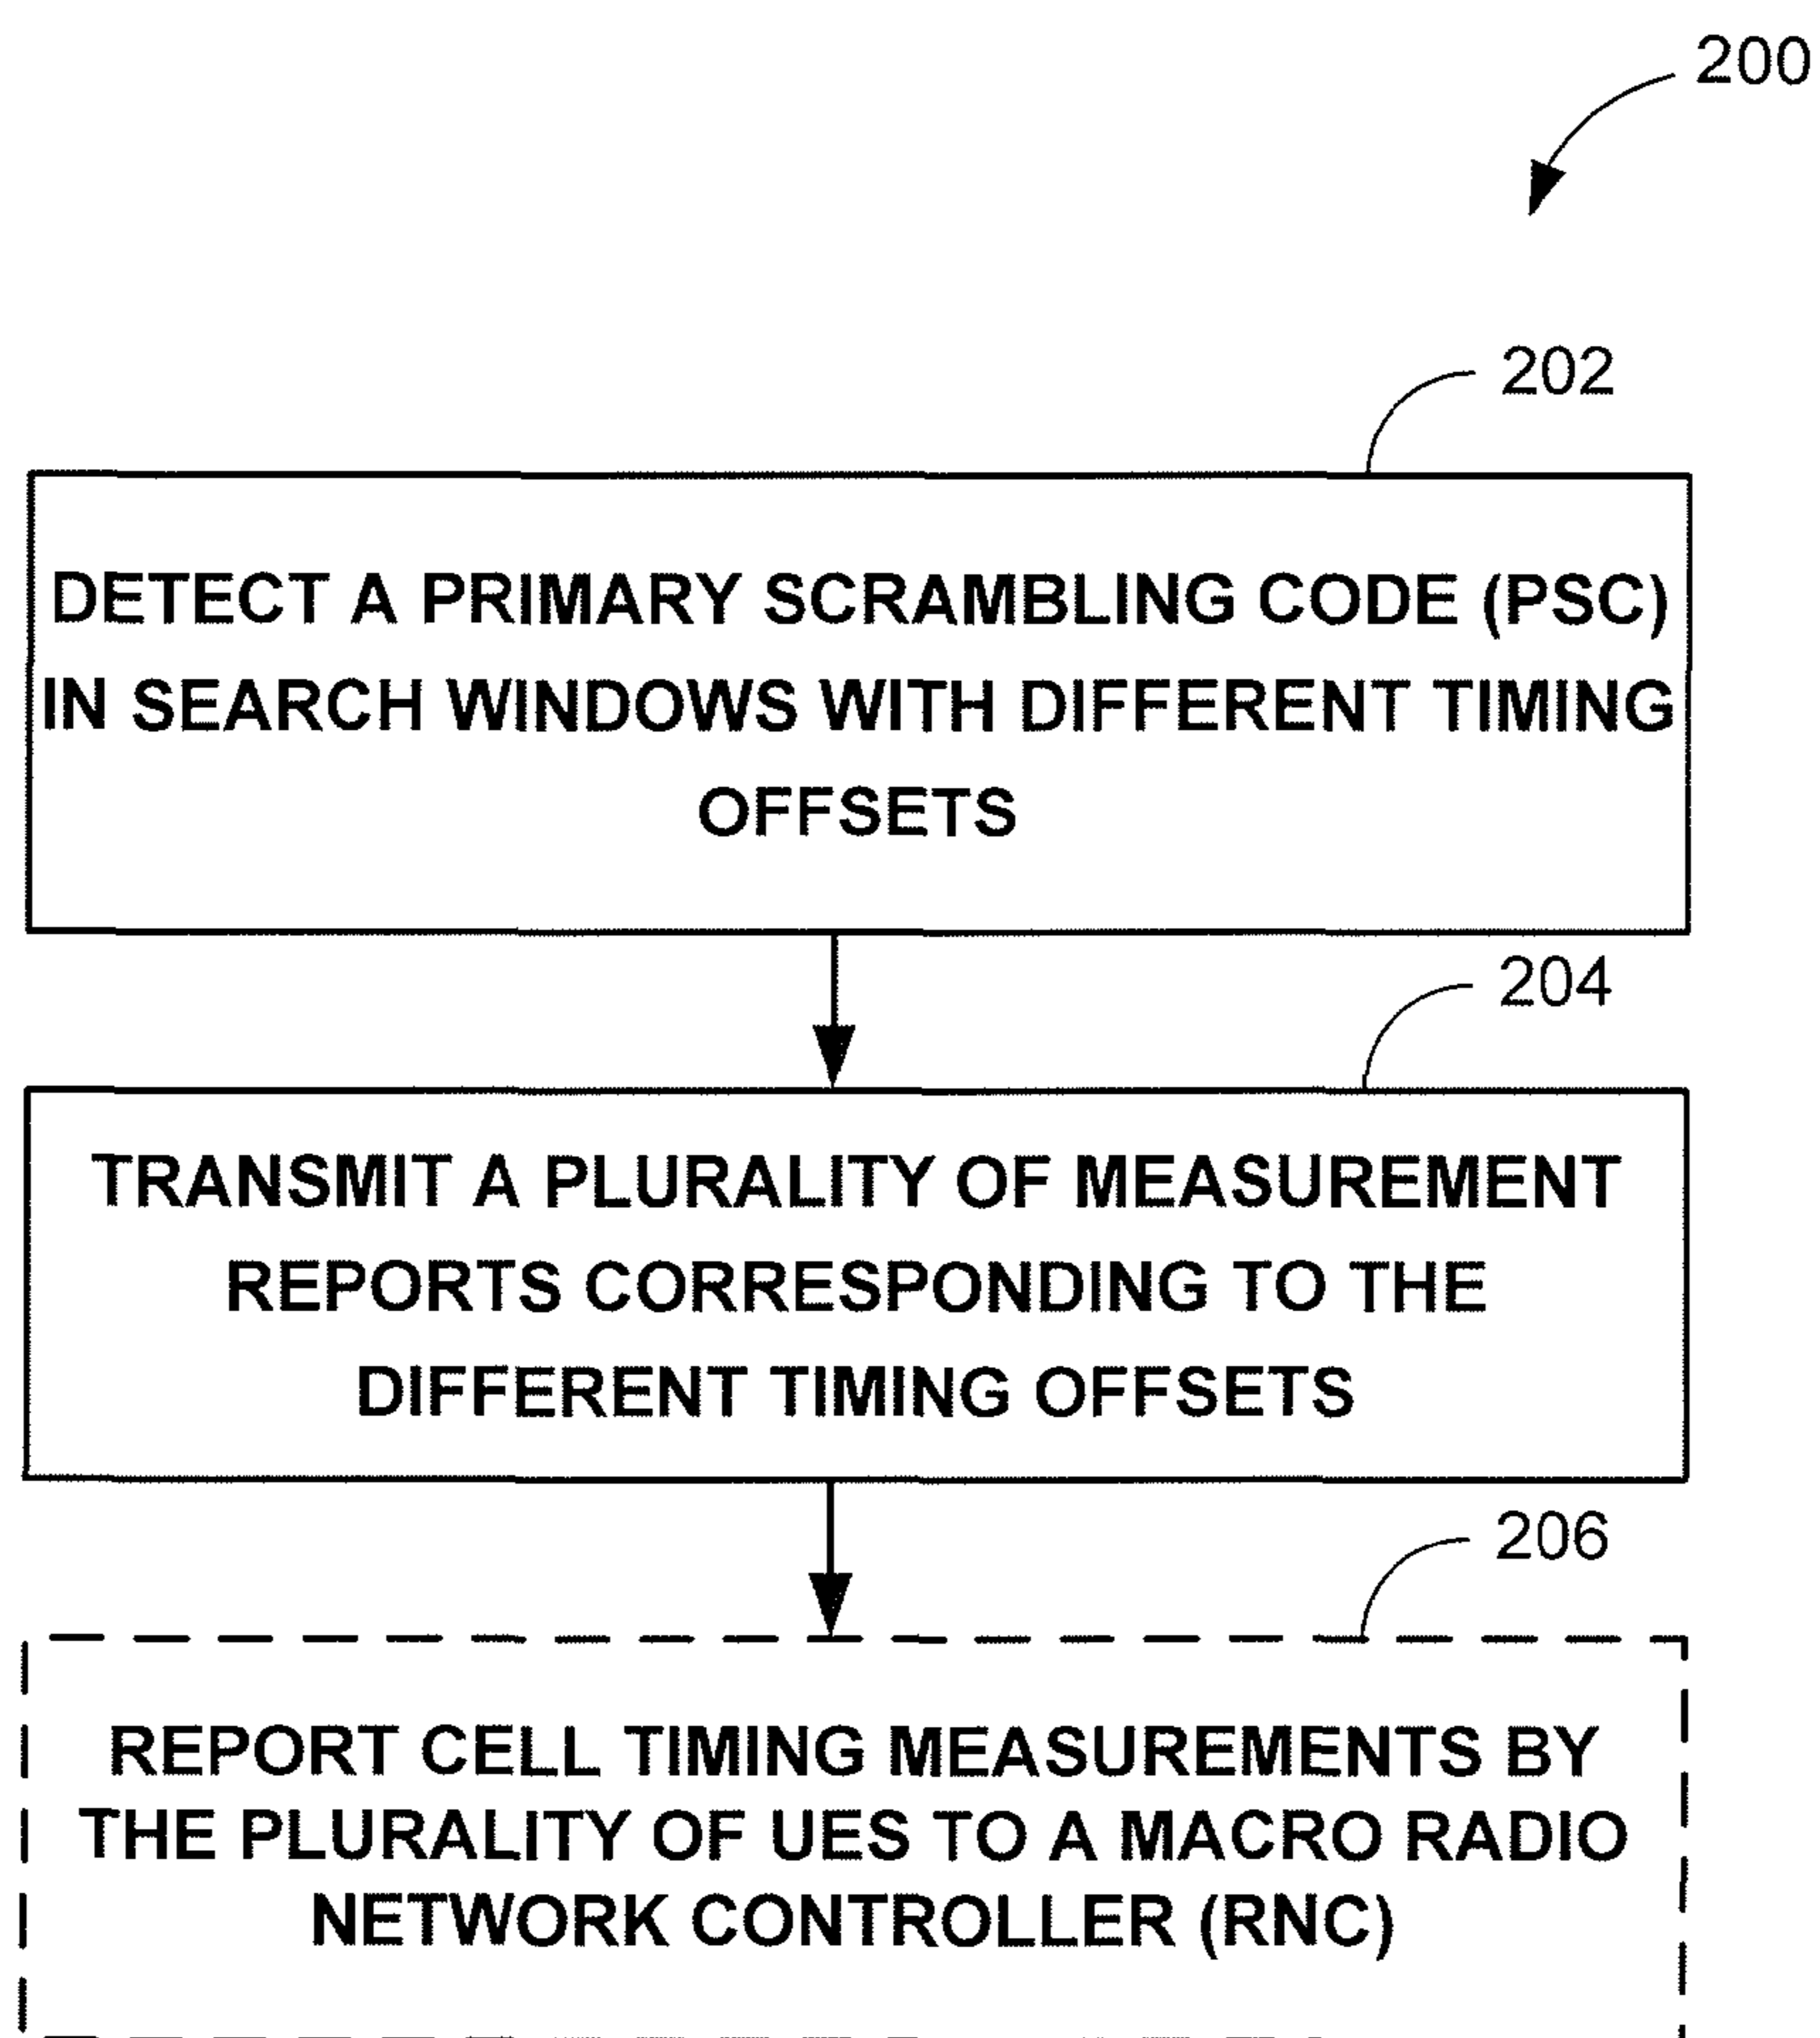 200
202
DETECT A PRIMARY SCRAMBLING CODE (PSC)
IN SEARCH WINDOWS WITH DIFFERENT TIMING
OFFSETS
204
TRANSMIT A PLURALITY OF MEASUREMENT
REPORTS CORRESPONDING TO THE
DIFFERENT TIMING OFFSETS
206
REPORT CELL TIMING MEASUREMENTS BY
THE PLURALITY OF UES TO A MACRO RADIO
NETWORK CONTROLLER (RNC)